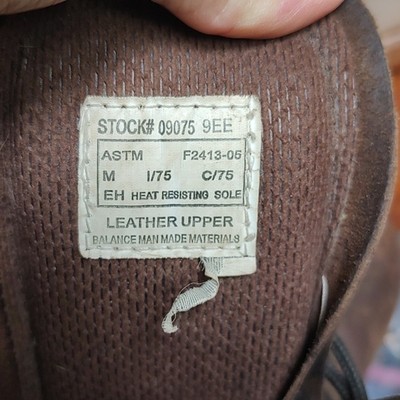 STOCK# 09075 9EE
ASTM F2413-05
M I/75 C/75
EH HEAT RESISTING SOLE
LEATHER UPPER
BALANCE MAN MADE MATERIALS